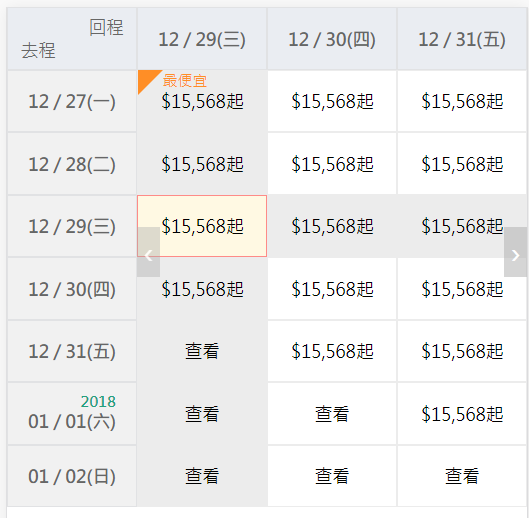 回程
去程
12 / 29(三) 12 / 30(四) 12 / 31(五)
最便宜
12 / 27(一) $15,568起 $15,568起 $15,568起
12 / 28(二) $15,568起 $15,568起 $15,568起
12 / 29(三) $15,568起 $15,568起 $15,568起
12 / 30(四) $15,568起 $15,568起 $15,568起
12 / 31(五) 查看 $15,568起 $15,568起
2018
01 / 01(六) 查看 查看 $15,568起
01 / 02(日) 查看 查看 查看